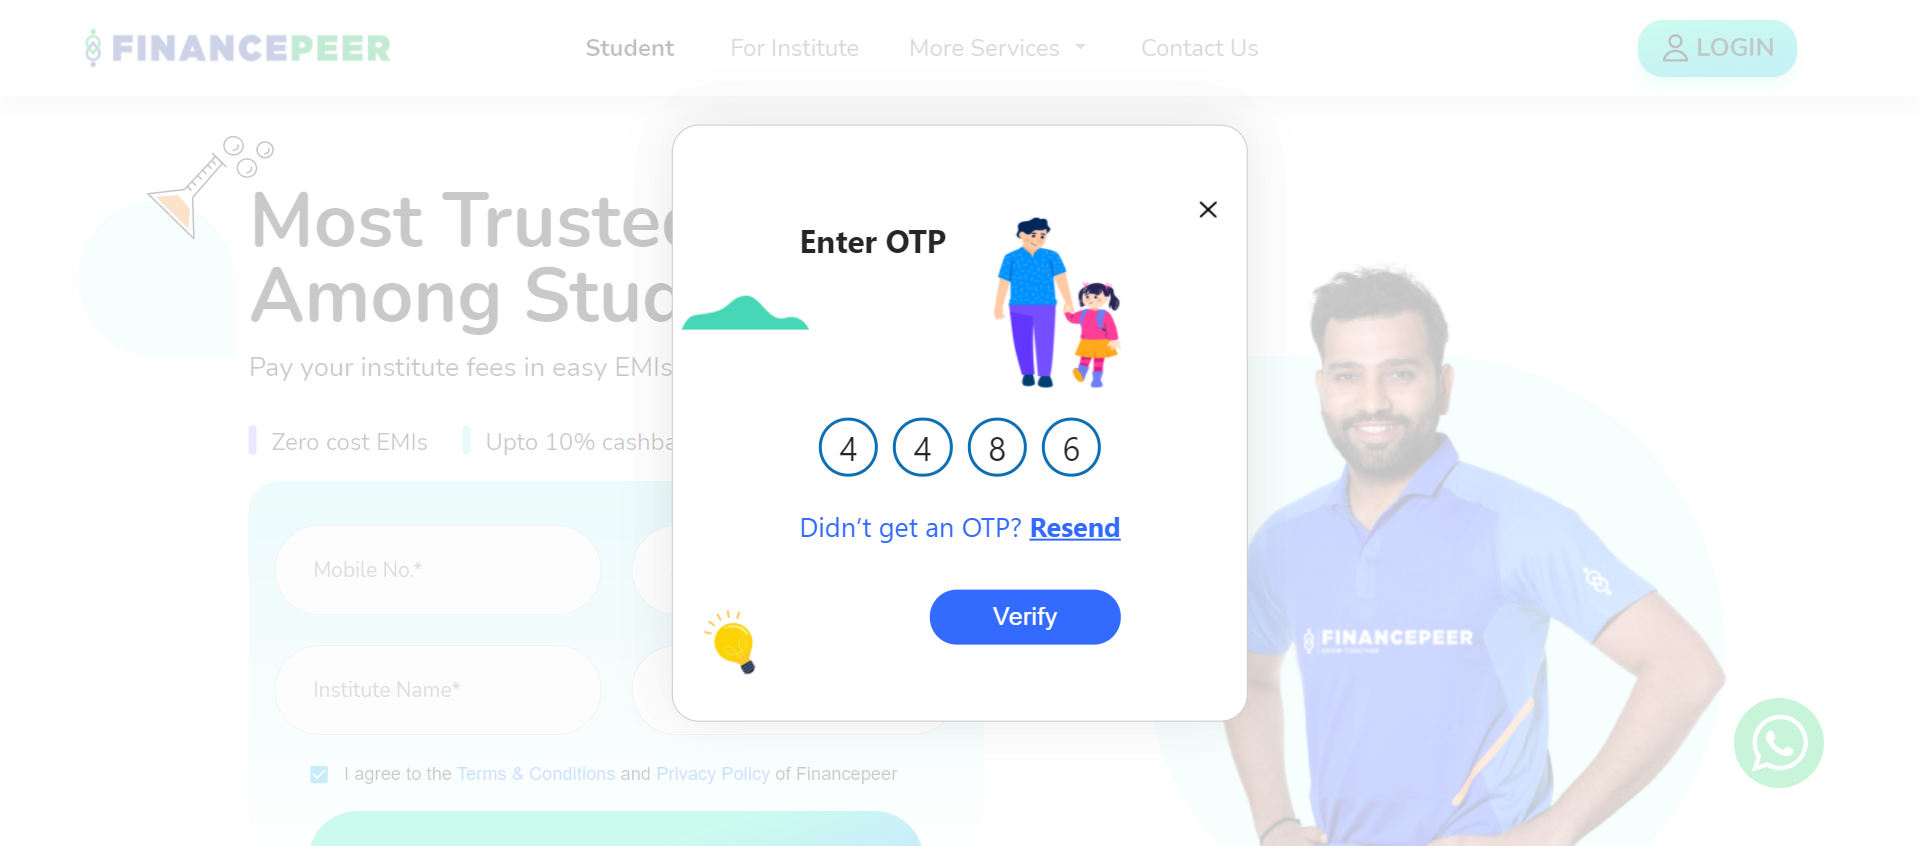 FINANCEPEER
Student
For Institute
More Services
Contact Us
LOGIN
Most Trusted
Among Stud
Pay your institute fees in easy EMIs
Zero cost EMIs
Upto 10% cashba
Mobile No.*
Institute Name*
I agree to the Terms & Conditions and Privacy Policy of Financepeer
Enter OTP
4 4 8 6
Didn’t get an OTP? Resend
Verify
FINANCEPEER
GROW TOGETHER